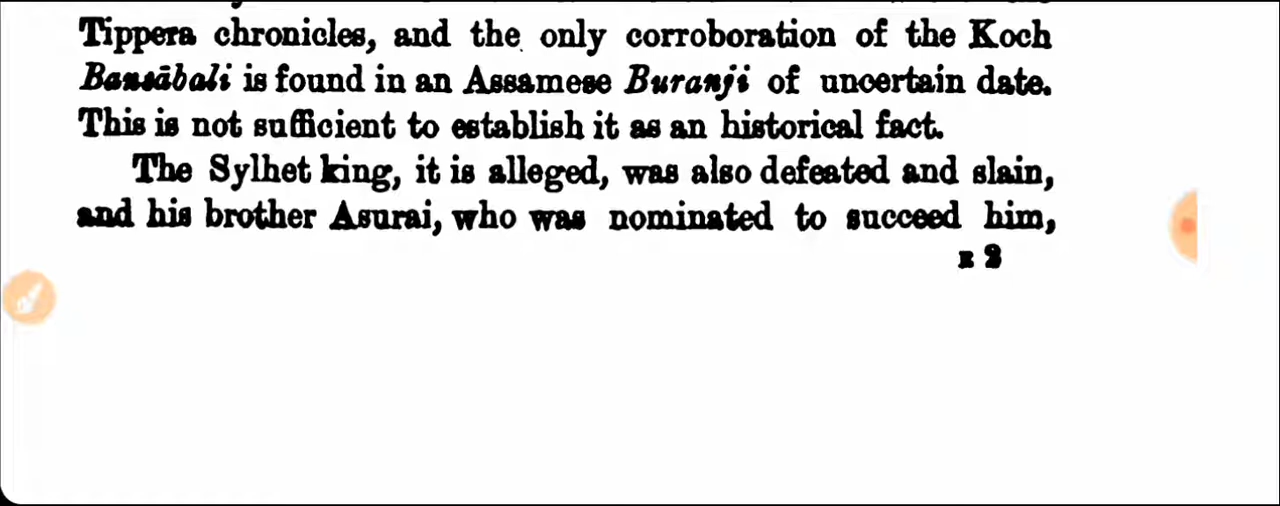 Tippera chronicles, and the only corroboration of the Koch
Bansābali is found in an Assamese Buranji of uncertain date.
This is not sufficient to establish it as an historical fact.
The Sylhet king, it is alleged, was also defeated and slain,
and his brother Asurai, who was nominated to succeed him,
E 2